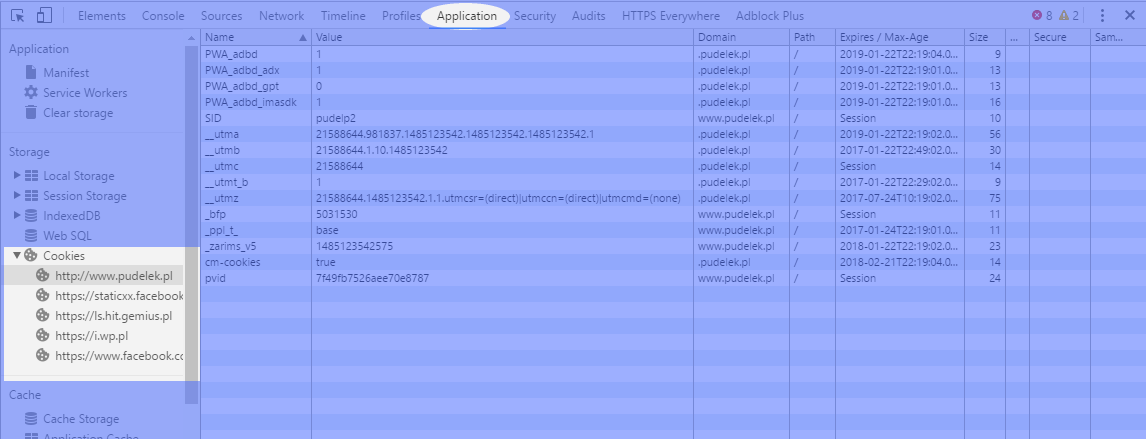 Elements Console Sources Network Timeline Profiles Application Security Audits HTTPS Everywhere Adblock Plus 8 2
Application
Manifest
Service Workers
Clear storage
Storage
Local Storage
Session Storage
IndexedDB
Web SQL
Cookies
http://www.pudelek.pl
https://staticxx.facebook
https://ls.hit.gemius.pl
https://i.wp.pl
https://www.facebook.cc
Cache
Cache Storage
Application Cache
Name Value Domain Path Expires / Max-Age Size ... Secure Sam...
PWA_adbd 1 .pudelek.pl / 2019-01-22T22:19:04.0... 9
PWA_adbd_adx 1 .pudelek.pl / 2019-01-22T22:19:01.0... 13
PWA_adbd_gpt 0 .pudelek.pl / 2019-01-22T22:19:01.0... 13
PWA_adbd_imasdk 1 .pudelek.pl / 2019-01-22T22:19:01.0... 16
SID pudelp2 www.pudelek.pl / Session 10
__utma 21588644.981837.1485123542.1485123542.1485123542.1 .pudelek.pl / 2019-01-22T22:19:02.0... 56
__utmb 21588644.1.10.1485123542 .pudelek.pl / 2017-01-22T22:49:02.0... 30
__utmc 21588644 .pudelek.pl / Session 14
__utmt_b 1 .pudelek.pl / 2017-01-22T22:29:02.0... 9
__utmz 21588644.1485123542.1.1.utmcsr=(direct)|utmccn=(direct)|utmcmd=(none) .pudelek.pl / 2017-07-24T10:19:02.0... 75
_bfp 5031530 www.pudelek.pl / Session 11
_ppl_t_ base www.pudelek.pl / 2017-01-24T22:19:01.0... 11
_zarims_v5 1485123542575 www.pudelek.pl / 2018-01-22T22:19:02.0... 23
cm-cookies true .pudelek.pl / 2018-02-21T22:19:04.0... 14
pvid 7f49fb7526aee70e8787 www.pudelek.pl / Session 24